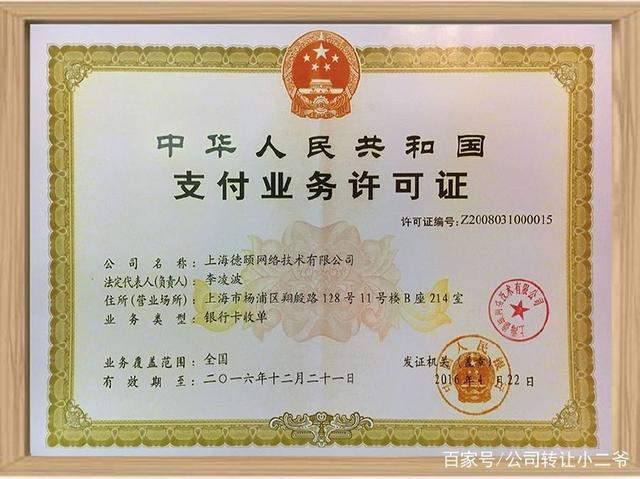 中华人民共和国
支付业务许可证
许可证编号: Z2008031000015
公司名称: 上海德颐网络技术有限公司
法定代表人(负责人): 李凌波
住所(营业场所): 上海市杨浦区翔殷路128号11号楼B座214室
业务类型: 银行卡收单
业务覆盖范围: 全国
有效期至: 二〇一六年十二月二十一日
发证机关(盖章)
2016年4月22日
百家号/公司转让小二爷